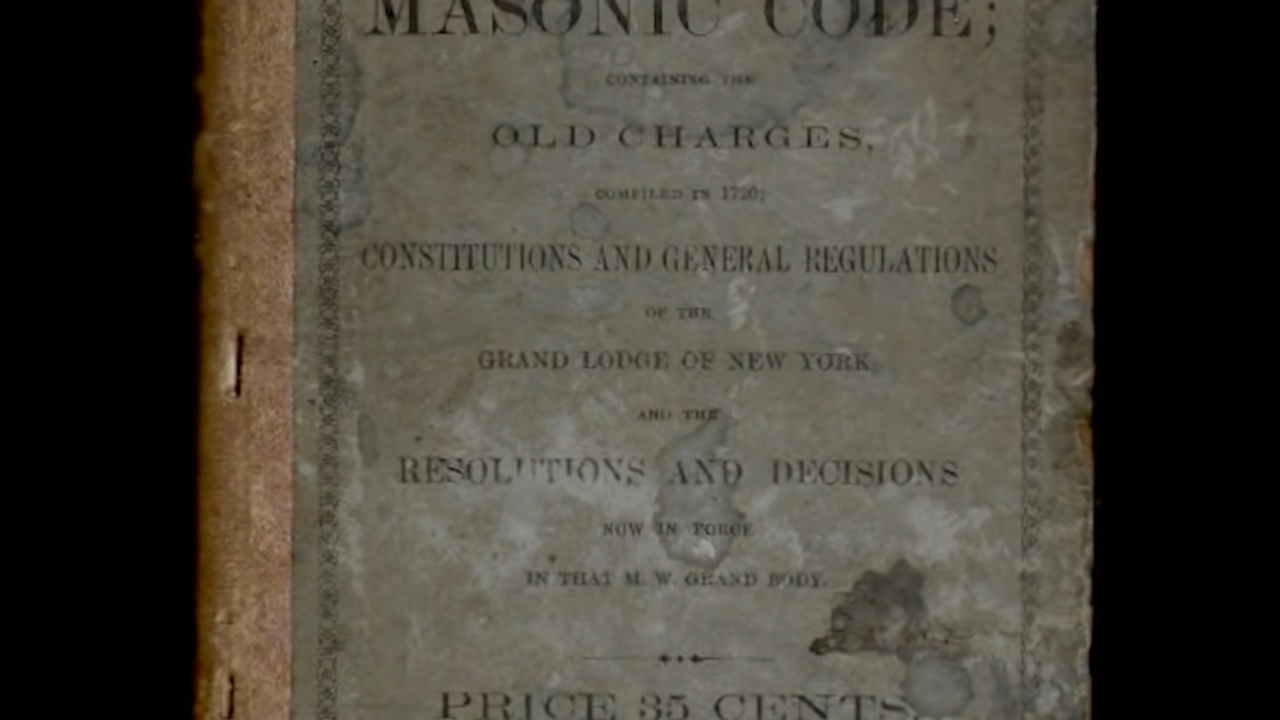 MASONIC CODE;
CONTAINING THE
OLD CHARGES,
COMPILED IN 1720;
CONSTITUTIONS AND GENERAL REGULATIONS
OF THE
GRAND LODGE OF NEW YORK
AND THE
RESOLUTIONS AND DECISIONS
NOW IN FORCE
IN THAT M. W. GRAND BODY.
PRICE 35 CENTS.